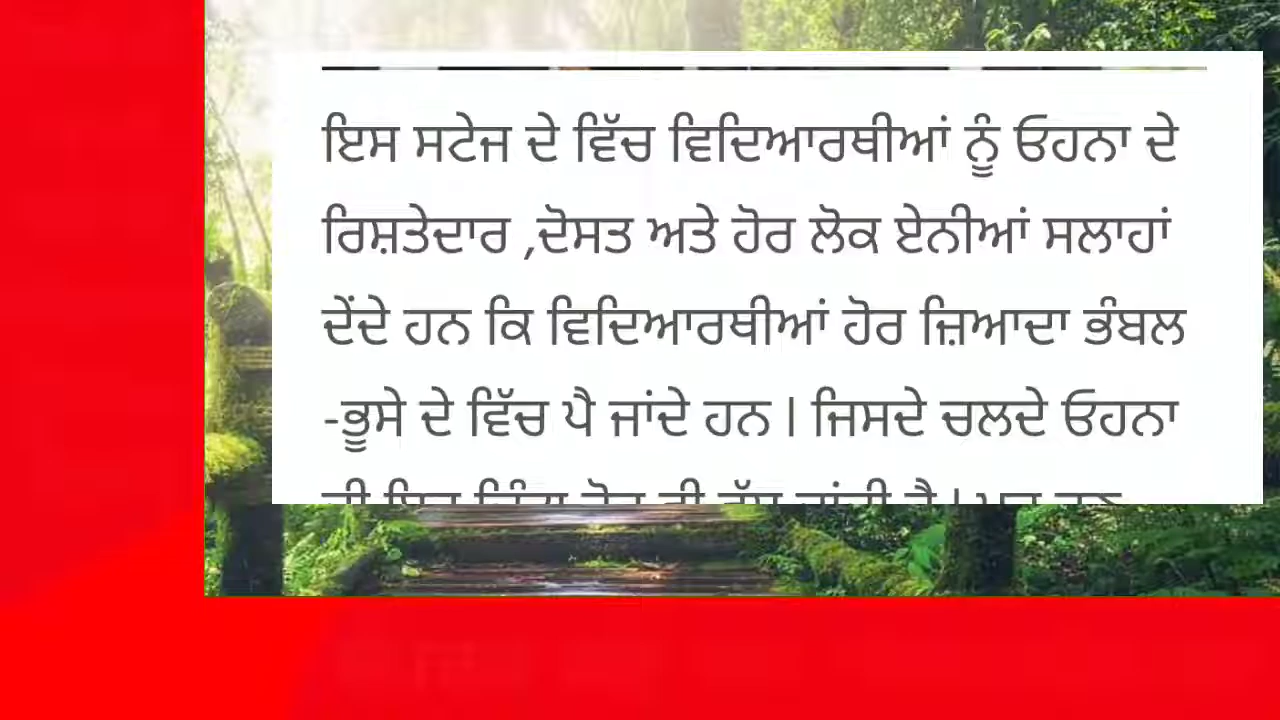 ਇਸ ਸਟੇਜ ਦੇ ਵਿੱਚ ਵਿਦਿਆਰਥੀਆਂ ਨੂੰ ਓਹਨਾ ਦੇ
ਰਿਸ਼ਤੇਦਾਰ ,ਦੋਸਤ ਅਤੇ ਹੋਰ ਲੋਕ ਏਨੀਆਂ ਸਲਾਹਾਂ
ਦੇਂਦੇ ਹਨ ਕਿ ਵਿਦਿਆਰਥੀਆਂ ਹੋਰ ਜ਼ਿਆਦਾ ਭੰਬਲ
-ਭੂਸੇ ਦੇ ਵਿੱਚ ਪੈ ਜਾਂਦੇ ਹਨ | ਜਿਸਦੇ ਚਲਦੇ ਓਹਨਾ